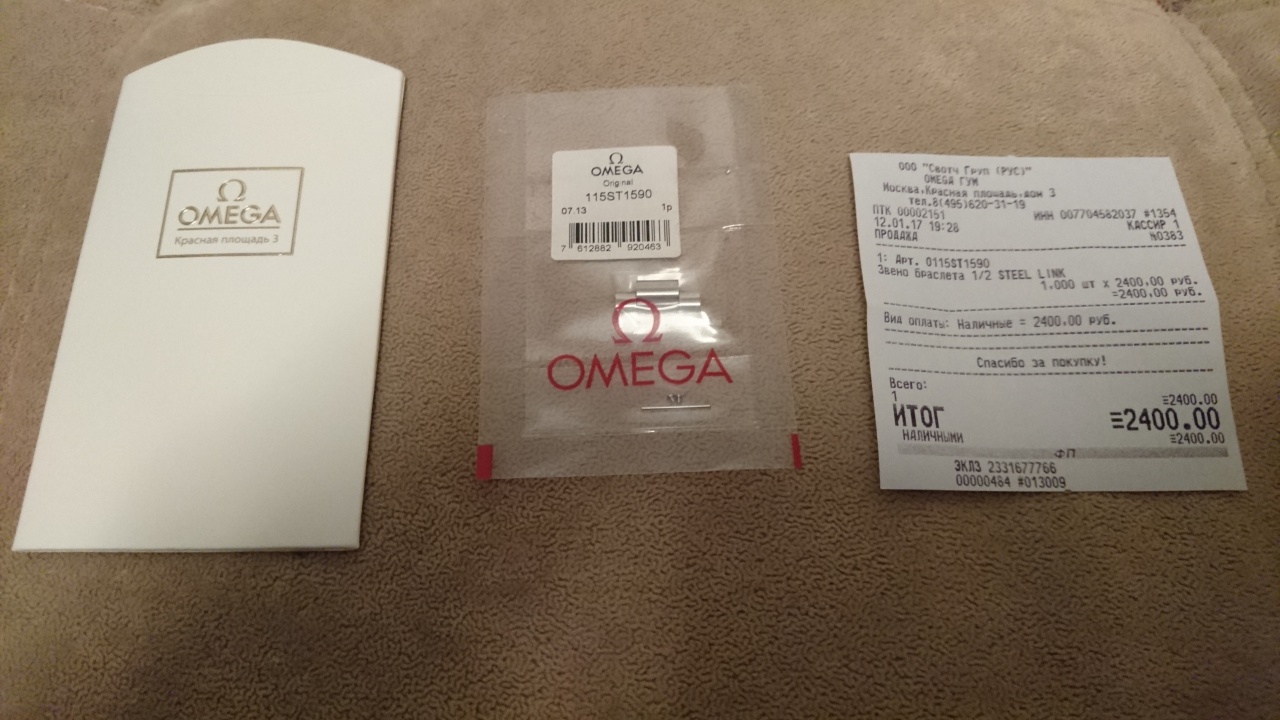 Ω
OMEGA
Красная площадь 3
Ω
OMEGA
Original
115ST1590
07.13 1p
7 612882 920463
Ω
OMEGA
ООО "Свотч Груп (РУС)"
OMEGA ГУМ
Москва,Красная площадь,дом 3
тел.8(495)620-31-19
ПТК 00002151 ИНН 007704582037 #1354
12.01.17 19:28 КАССИР 1
ПРОДАЖА №0383
1: Арт. 0115ST1590
Звено браслета 1/2 STEEL LINK
1.000 шт х 2400.00 руб.
=2400.00 руб.
Вид оплаты: Наличные = 2400.00 руб.
Спасибо за покупку!
Всего:
1 ≡2400.00
ИТОГ ≡2400.00
НАЛИЧНЫМИ ≡2400.00
ФП
ЭКЛЗ 2331677766
00000484 #013009